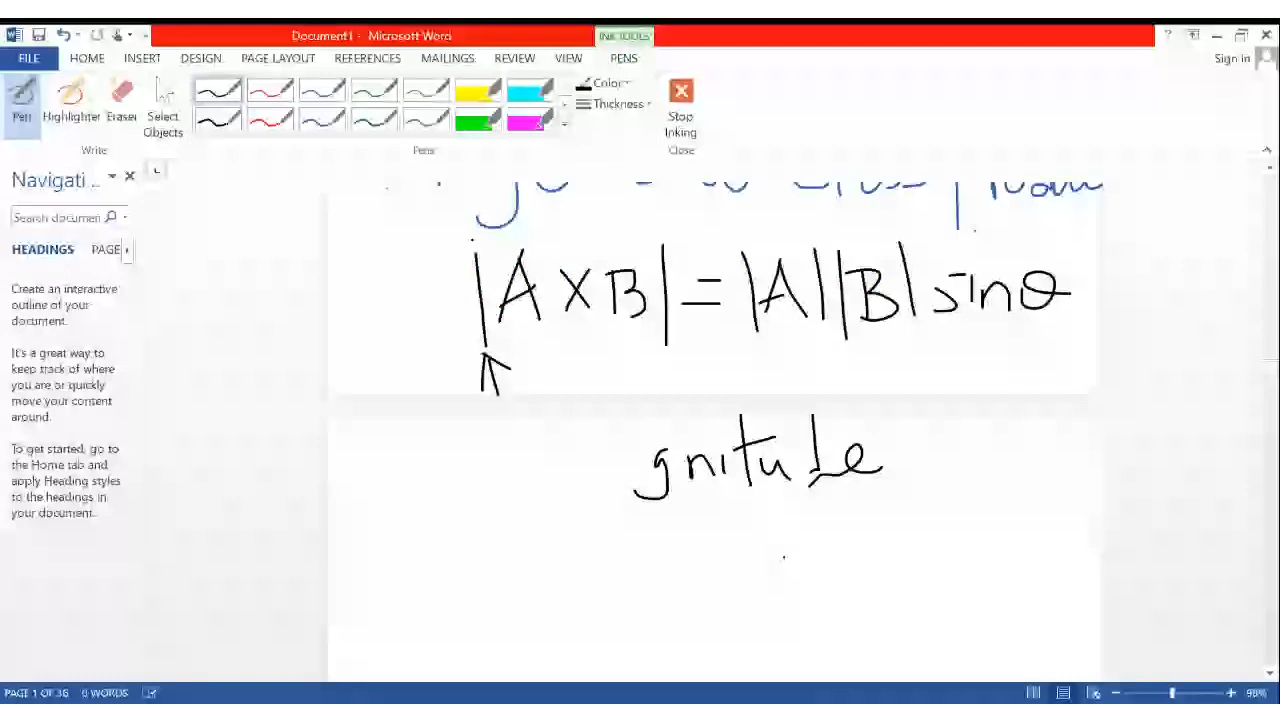 Document1 - Microsoft Word
INK TOOLS
Sign in
FILE HOME INSERT DESIGN PAGE LAYOUT REFERENCES MAILINGS REVIEW VIEW PENS
Pen Highlighter Eraser Select Objects
Color
Thickness
Stop Inking
Write Pens Close
Navigati...
Search documen
HEADINGS PAGE
Create an interactive
outline of your
document.
It's a great way to
keep track of where
you are or quickly
move your content
around.
To get started, go to
the Home tab and
apply Heading styles
to the headings in
your document.
|A X B| = |A||B| sinθ
gnitude
PAGE 1 OF 36 0 WORDS
98%